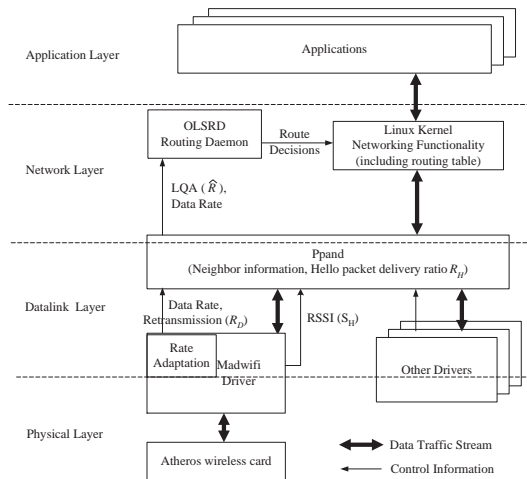 Application Layer
Applications
Network Layer
OLSRD
Routing Daemon
Route
Decisions
Linux Kernel
Networking Functionality
(including routing table)
LQA ( R̂ ),
Data Rate
Datalink Layer
Ppand
(Neighbor information, Hello packet delivery ratio R_H)
Data Rate,
Retransmission (R_D)
RSSI (S_H)
Rate
Adaptation
Madwifi
Driver
Other Drivers
Physical Layer
Atheros wireless card
Data Traffic Stream
Control Information